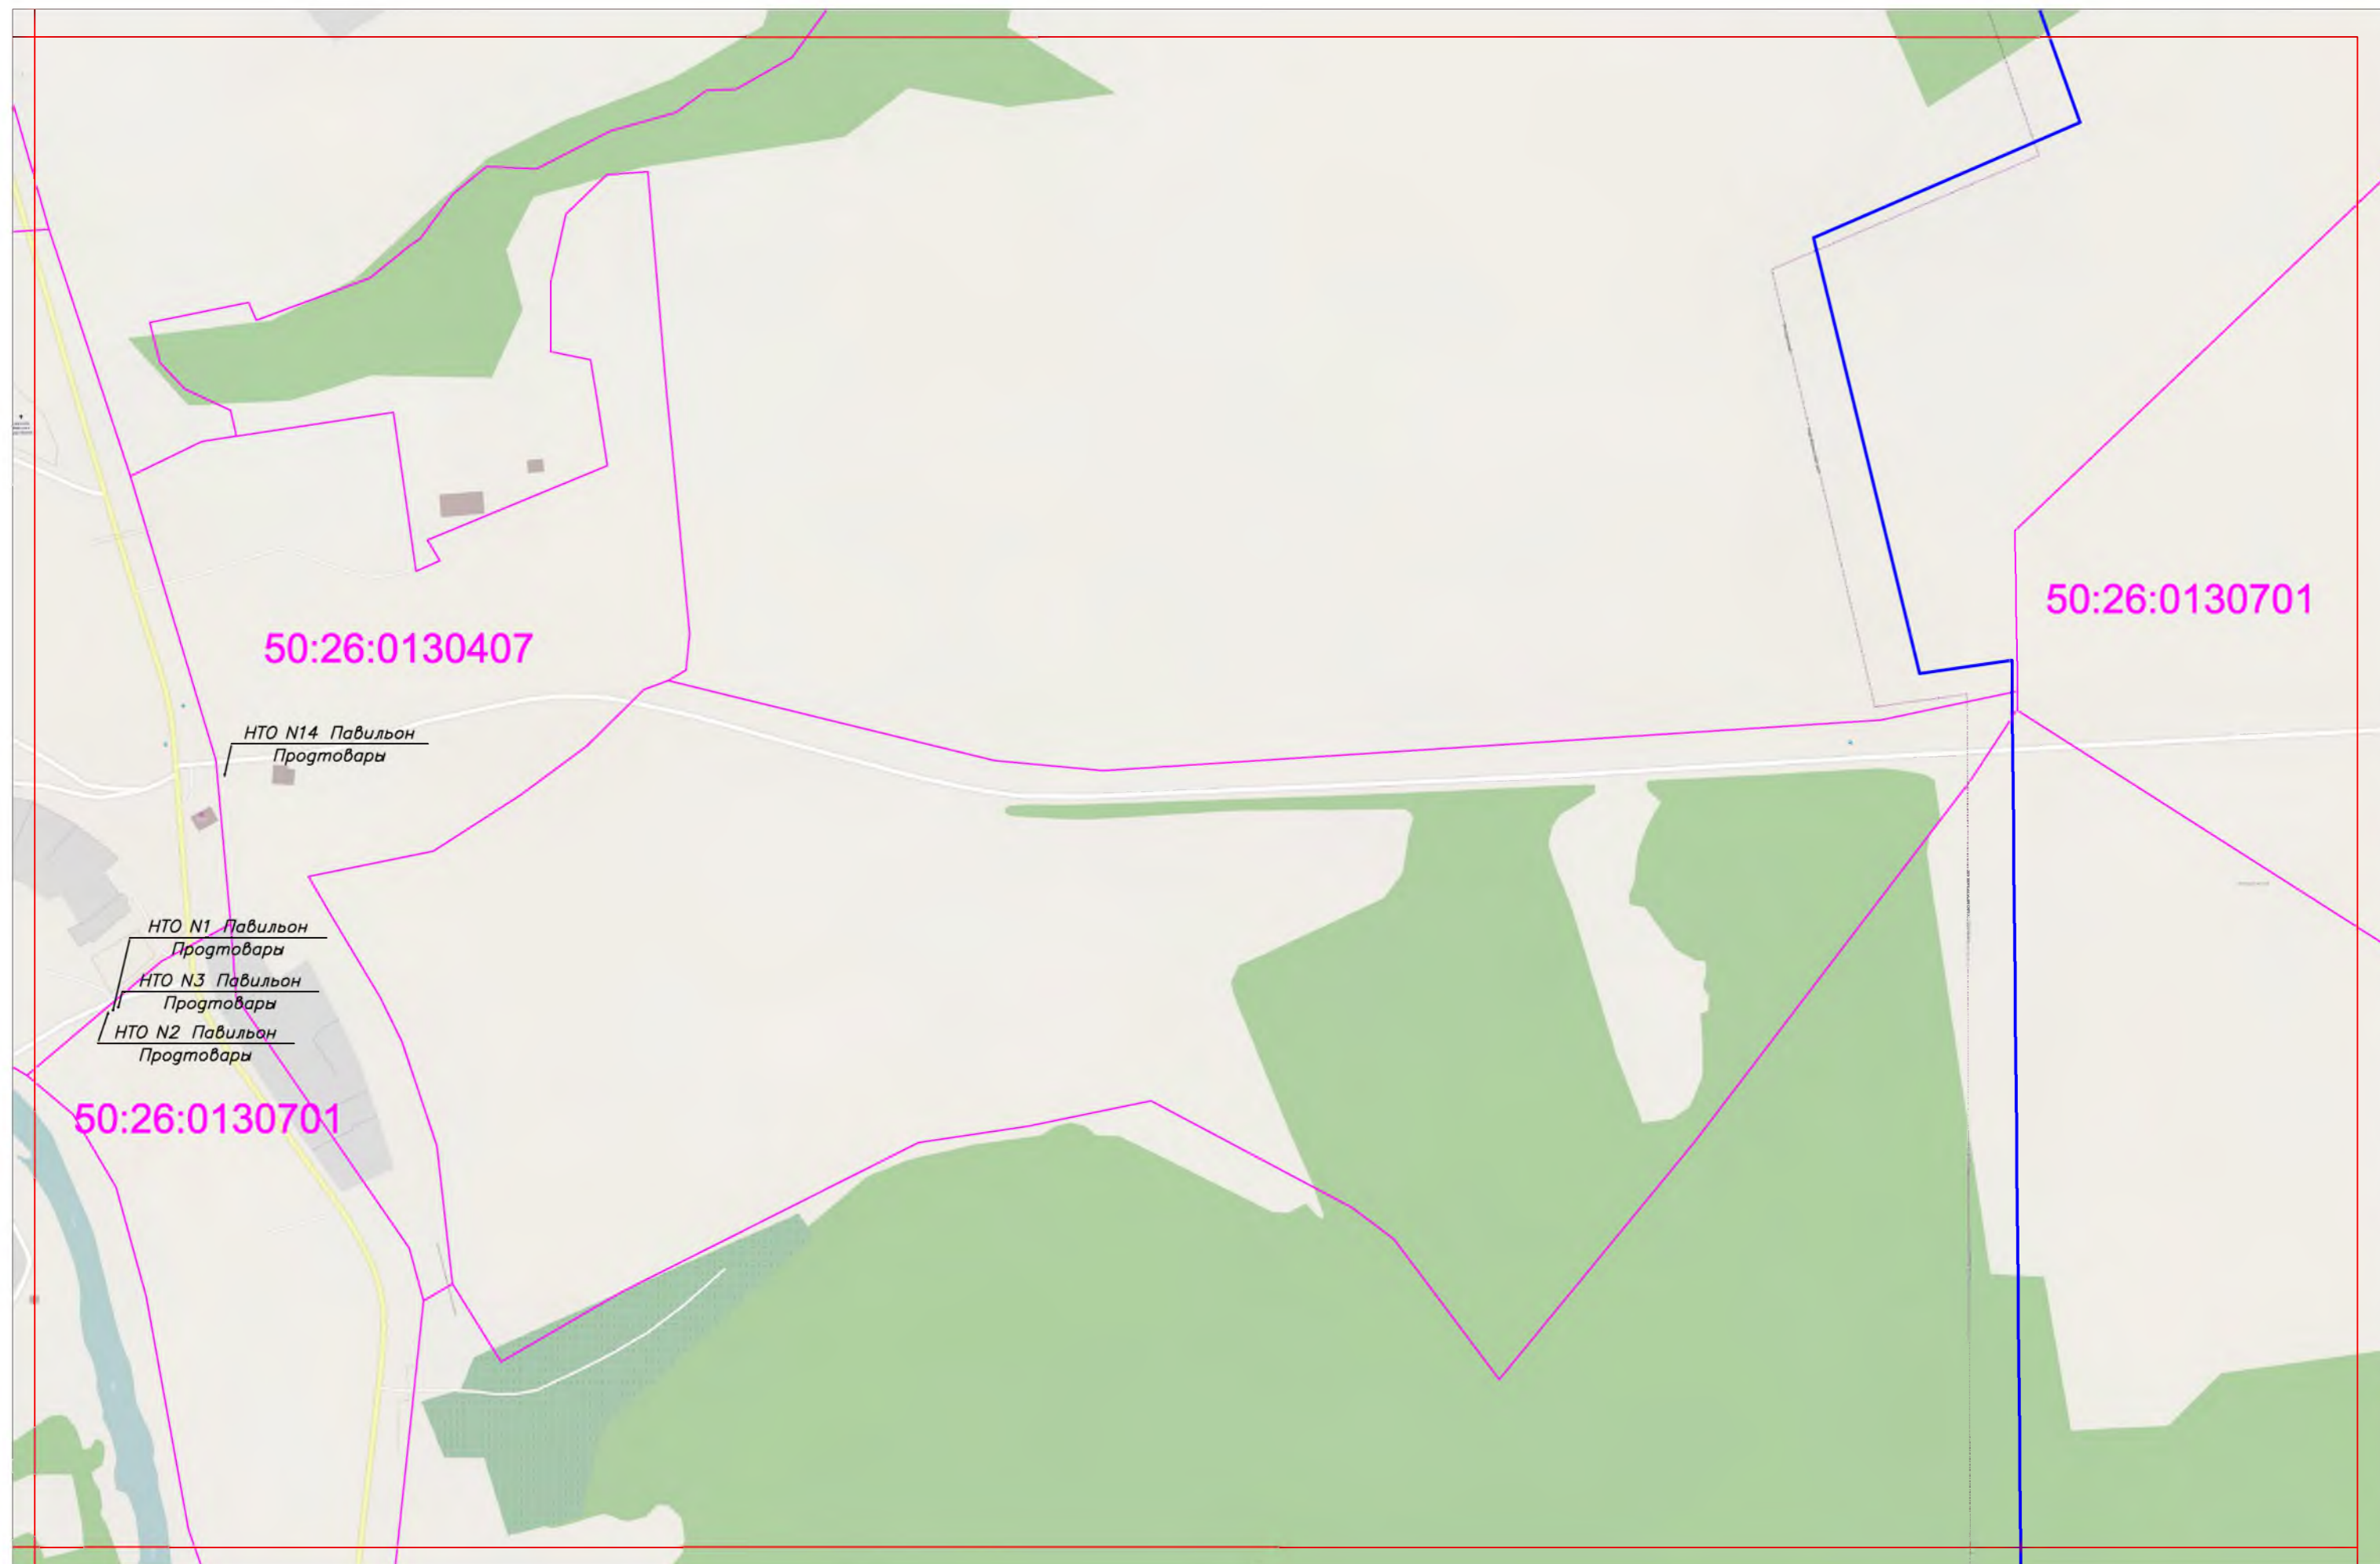 50:26:0130701
50:26:0130407
НТО N14 Павильон
Продтовары
НТО N1 Павильон
Продтовары
НТО N3 Павильон
Продтовары
НТО N2 Павильон
Продтовары
50:26:0130701